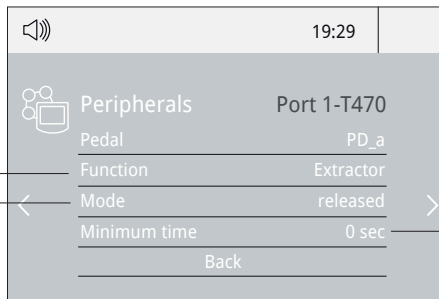 19:29
Peripherals Port 1-T470
Pedal PD_a
Function Extractor
Mode released
Minimum time 0 sec
Back